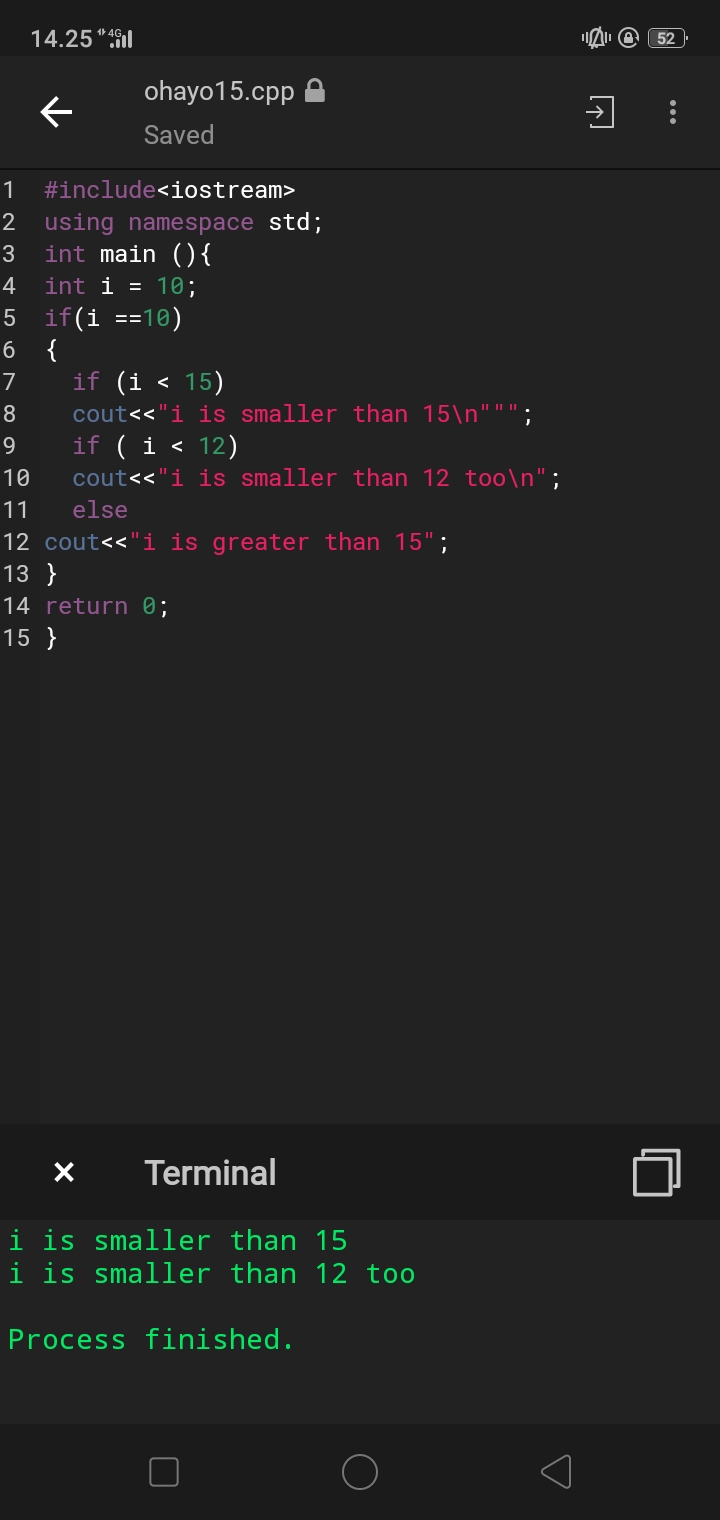 14.25 4G 52
ohayo15.cpp
Saved
1 #include<iostream>
2 using namespace std;
3 int main (){
4 int i = 10;
5 if(i ==10)
6 {
7   if (i < 15)
8   cout<<"i is smaller than 15\n""";
9   if ( i < 12)
10   cout<<"i is smaller than 12 too\n";
11   else
12 cout<<"i is greater than 15";
13 }
14 return 0;
15 }
Terminal
i is smaller than 15
i is smaller than 12 too
Process finished.